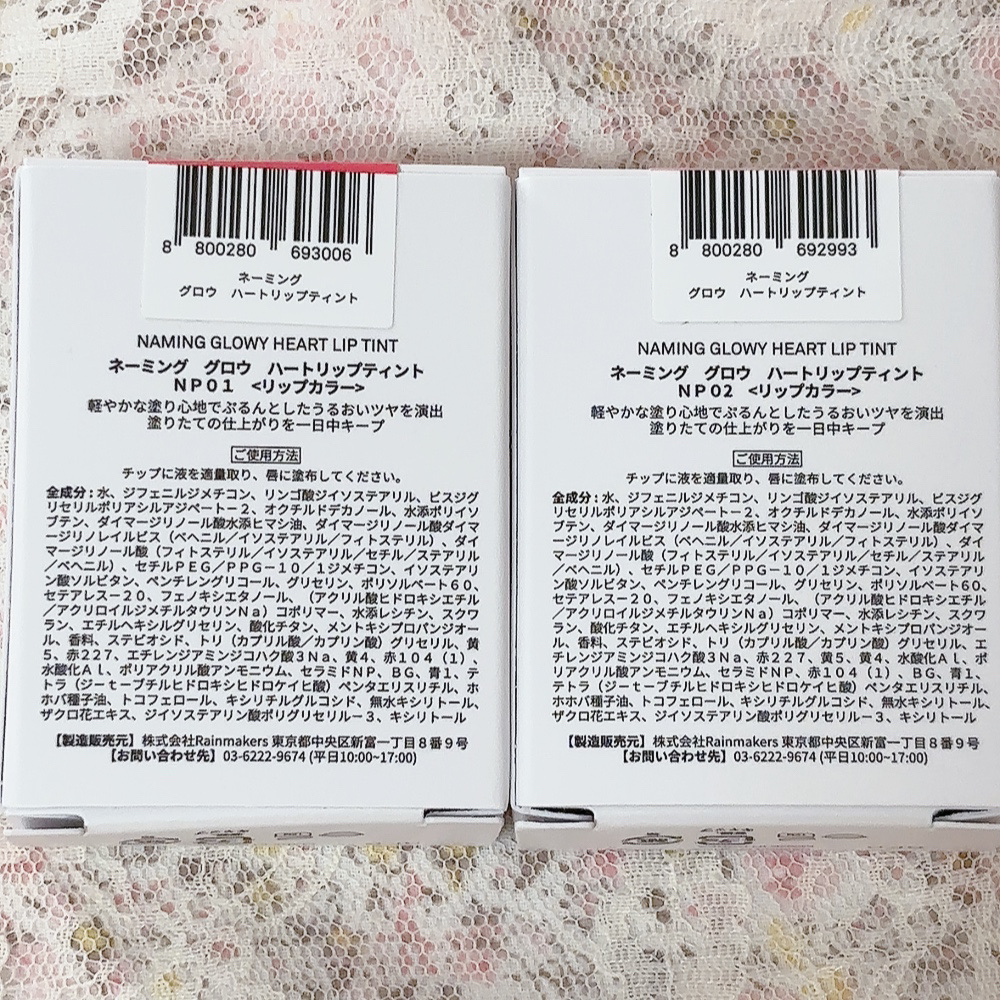 8 800280 693006
ネーミング
グロウ　ハートリップティント
NAMING GLOWY HEART LIP TINT
ネーミング　グロウ　ハートリップティント
ＮＰ０１　<リップカラー>
軽やかな塗り心地でぷるんとしたうるおいツヤを演出
塗りたての仕上がりを一日中キープ
ご使用方法
チップに液を適量取り、唇に塗布してください。
全成分：水、ジフェニルジメチコン、リンゴ酸ジイソステアリル、ビスジグ
リセリルポリアシルアジペート－２、オクチルドデカノール、水添ポリイソ
ブテン、ダイマージリノール酸水添ヒマシ油、ダイマージリノール酸ダイマ
ージリノレイルビス（ベヘニル／イソステアリル／フィトステリル）、ダイ
マージリノール酸（フィトステリル／イソステアリル／セチル／ステアリル
／ベヘニル）、セチルＰＥＧ／ＰＰＧ－１０／１ジメチコン、イソステアリ
ン酸ソルビタン、ペンチレングリコール、グリセリン、ポリソルベート６０、
セテアレス－２０、フェノキシエタノール、（アクリル酸ヒドロキシエチル
／アクリロイルジメチルタウリンＮａ）コポリマー、水添レシチン、スクワ
ラン、エチルヘキシルグリセリン、酸化チタン、メントキシプロパンジオー
ル、香料、ステビオシド、トリ（カプリル酸／カプリン酸）グリセリル、黄
５、赤２２７、エチレンジアミンジコハク酸３Ｎａ、黄４、赤１０４（１）、
水酸化Ａｌ、ポリアクリル酸アンモニウム、セラミドＮＰ、ＢＧ、青１、テ
トラ（ジーｔーブチルヒドロキシヒドロケイヒ酸）ペンタエリスリチル、ホ
ホバ種子油、トコフェロール、キシリチルグルコシド、無水キシリトール、
ザクロ花エキス、ジイソステアリン酸ポリグリセリル－３、キシリトール
【製造販売元】株式会社Rainmakers 東京都中央区新富一丁目８番９号
【お問い合わせ先】03-6222-9674 (平日10:00~17:00)
8 800280 692993
ネーミング
グロウ　ハートリップティント
NAMING GLOWY HEART LIP TINT
ネーミング　グロウ　ハートリップティント
ＮＰ０２　<リップカラー>
軽やかな塗り心地でぷるんとしたうるおいツヤを演出
塗りたての仕上がりを一日中キープ
ご使用方法
チップに液を適量取り、唇に塗布してください。
全成分：水、ジフェニルジメチコン、リンゴ酸ジイソステアリル、ビスジグ
リセリルポリアシルアジペート－２、オクチルドデカノール、水添ポリイソ
ブテン、ダイマージリノール酸水添ヒマシ油、ダイマージリノール酸ダイマ
ージリノレイルビス（ベヘニル／イソステアリル／フィトステリル）、ダイ
マージリノール酸（フィトステリル／イソステアリル／セチル／ステアリル
／ベヘニル）、セチルＰＥＧ／ＰＰＧ－１０／１ジメチコン、イソステアリ
ン酸ソルビタン、ペンチレングリコール、グリセリン、ポリソルベート６０、
セテアレス－２０、フェノキシエタノール、（アクリル酸ヒドロキシエチル
／アクリロイルジメチルタウリンＮａ）コポリマー、水添レシチン、スクワ
ラン、酸化チタン、エチルヘキシルグリセリン、メントキシプロパンジオー
ル、香料、ステビオシド、トリ（カプリル酸／カプリン酸）グリセリル、エ
チレンジアミンジコハク酸３Ｎａ、赤２２７、黄５、黄４、水酸化Ａｌ、ポ
リアクリル酸アンモニウム、セラミドＮＰ、赤１０４（１）、ＢＧ、青１、
テトラ（ジーｔーブチルヒドロキシヒドロケイヒ酸）ペンタエリスリチル、
ホホバ種子油、トコフェロール、キシリチルグルコシド、無水キシリトール、
ザクロ花エキス、ジイソステアリン酸ポリグリセリル－３、キシリトール
【製造販売元】株式会社Rainmakers 東京都中央区新富一丁目８番９号
【お問い合わせ先】03-6222-9674 (平日10:00~17:00)